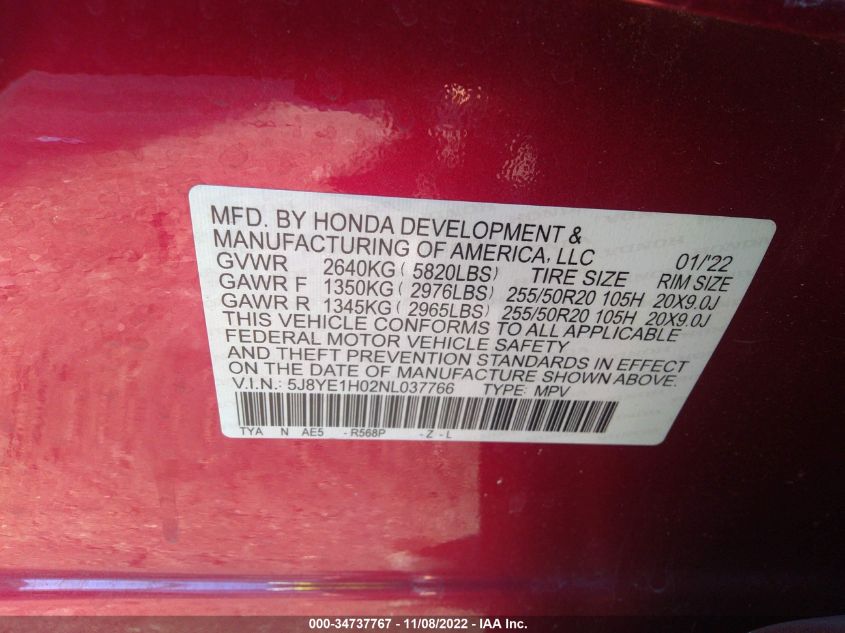 MFD. BY HONDA DEVELOPMENT &
MANUFACTURING OF AMERICA, LLC 01/'22
GVWR 2640KG ( 5820LBS) TIRE SIZE RIM SIZE
GAWR F 1350KG ( 2976LBS) 255/50R20 105H 20X9.0J
GAWR R 1345KG ( 2965LBS) 255/50R20 105H 20X9.0J
THIS VEHICLE CONFORMS TO ALL APPLICABLE
FEDERAL MOTOR VEHICLE SAFETY
AND THEFT PREVENTION STANDARDS IN EFFECT
ON THE DATE OF MANUFACTURE SHOWN ABOVE.
V.I.N.: 5J8YE1H02NL037766 TYPE: MPV
TYA N AE5 -R568P -Z-L
000-34737767 - 11/08/2022 - IAA Inc.